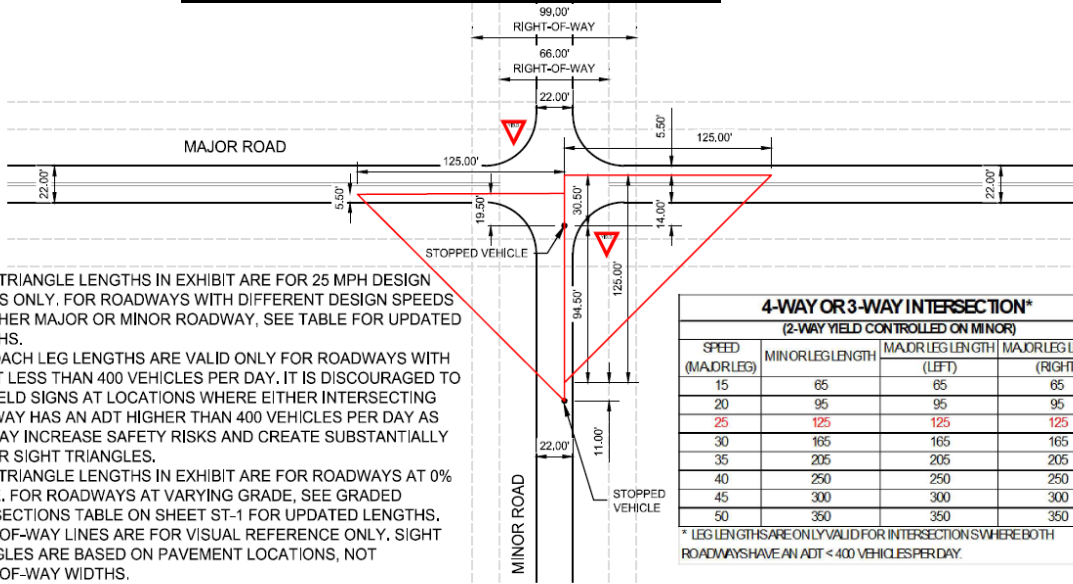 99.00'
RIGHT-OF-WAY
66.00'
RIGHT-OF-WAY
22.00'
5.50'
125.00'
MAJOR ROAD
125.00'
22.00'
5.50'
19.50'
30.50'
14.00'
22.00'
STOPPED VEHICLE
125.00'
94.50'
TRIANGLE LENGTHS IN EXHIBIT ARE FOR 25 MPH DESIGN
S ONLY. FOR ROADWAYS WITH DIFFERENT DESIGN SPEEDS
HER MAJOR OR MINOR ROADWAY, SEE TABLE FOR UPDATED
HS.
OACH LEG LENGTHS ARE VALID ONLY FOR ROADWAYS WITH
T LESS THAN 400 VEHICLES PER DAY. IT IS DISCOURAGED TO
ELD SIGNS AT LOCATIONS WHERE EITHER INTERSECTING
WAY HAS AN ADT HIGHER THAN 400 VEHICLES PER DAY AS
AY INCREASE SAFETY RISKS AND CREATE SUBSTANTIALLY
R SIGHT TRIANGLES.
TRIANGLE LENGTHS IN EXHIBIT ARE FOR ROADWAYS AT 0%
. FOR ROADWAYS AT VARYING GRADE, SEE GRADED
SECTIONS TABLE ON SHEET ST-1 FOR UPDATED LENGTHS.
OF-WAY LINES ARE FOR VISUAL REFERENCE ONLY. SIGHT
GLES ARE BASED ON PAVEMENT LOCATIONS, NOT
OF-WAY WIDTHS.
22.00'
11.00'
STOPPED
VEHICLE
MINOR ROAD
4-WAY OR 3-WAY INTERSECTION*
(2-WAY YIELD CONTROLLED ON MINOR)
SPEED (MAJOR LEG) MINOR LEG LENGTH MAJOR LEG LENGTH (LEFT) MAJOR LEG L (RIGHT
15 65 65 65
20 95 95 95
25 125 125 125
30 165 165 165
35 205 205 205
40 250 250 250
45 300 300 300
50 350 350 350
* LEG LENGTHS ARE ONLY VALID FOR INTERSECTIONS WHERE BOTH
ROADWAYS HAVE AN ADT < 400 VEHICLES PER DAY.